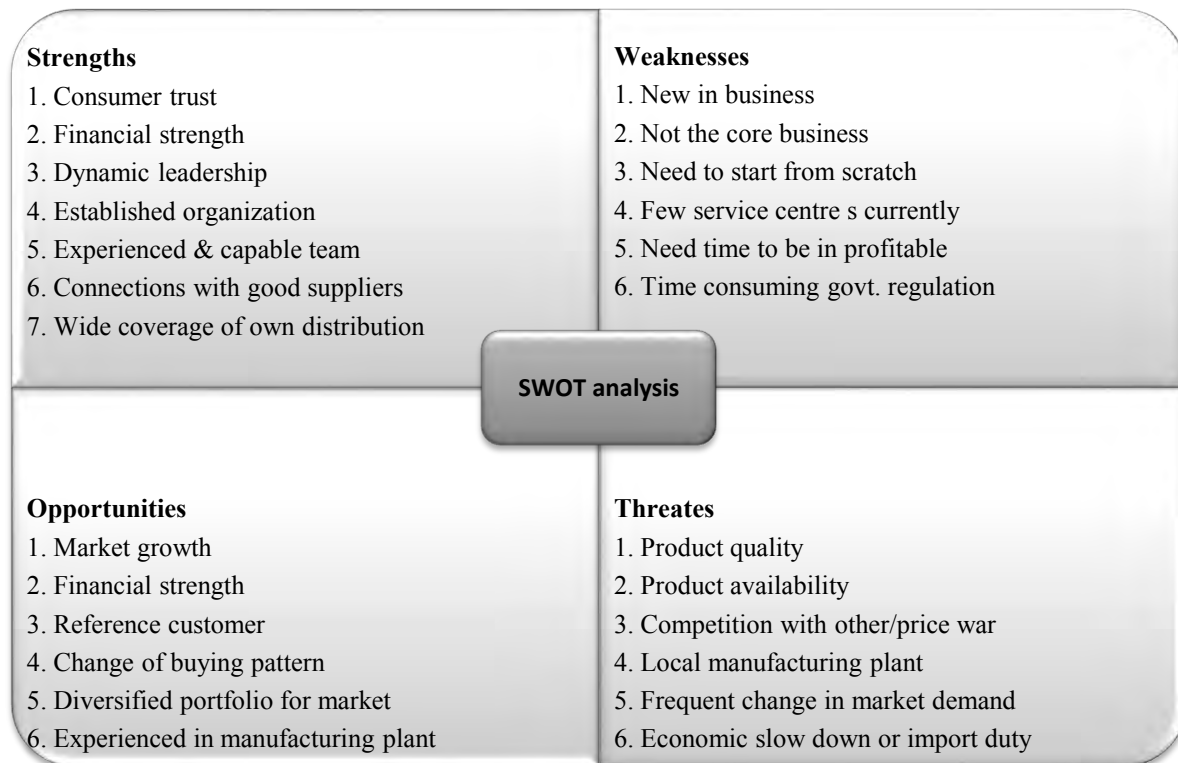 Strengths
1. Consumer trust
2. Financial strength
3. Dynamic leadership
4. Established organization
5. Experienced & capable team
6. Connections with good suppliers
7. Wide coverage of own distribution
Weaknesses
1. New in business
2. Not the core business
3. Need to start from scratch
4. Few service centre s currently
5. Need time to be in profitable
6. Time consuming govt. regulation
SWOT analysis
Opportunities
1. Market growth
2. Financial strength
3. Reference customer
4. Change of buying pattern
5. Diversified portfolio for market
6. Experienced in manufacturing plant
Threates
1. Product quality
2. Product availability
3. Competition with other/price war
4. Local manufacturing plant
5. Frequent change in market demand
6. Economic slow down or import duty